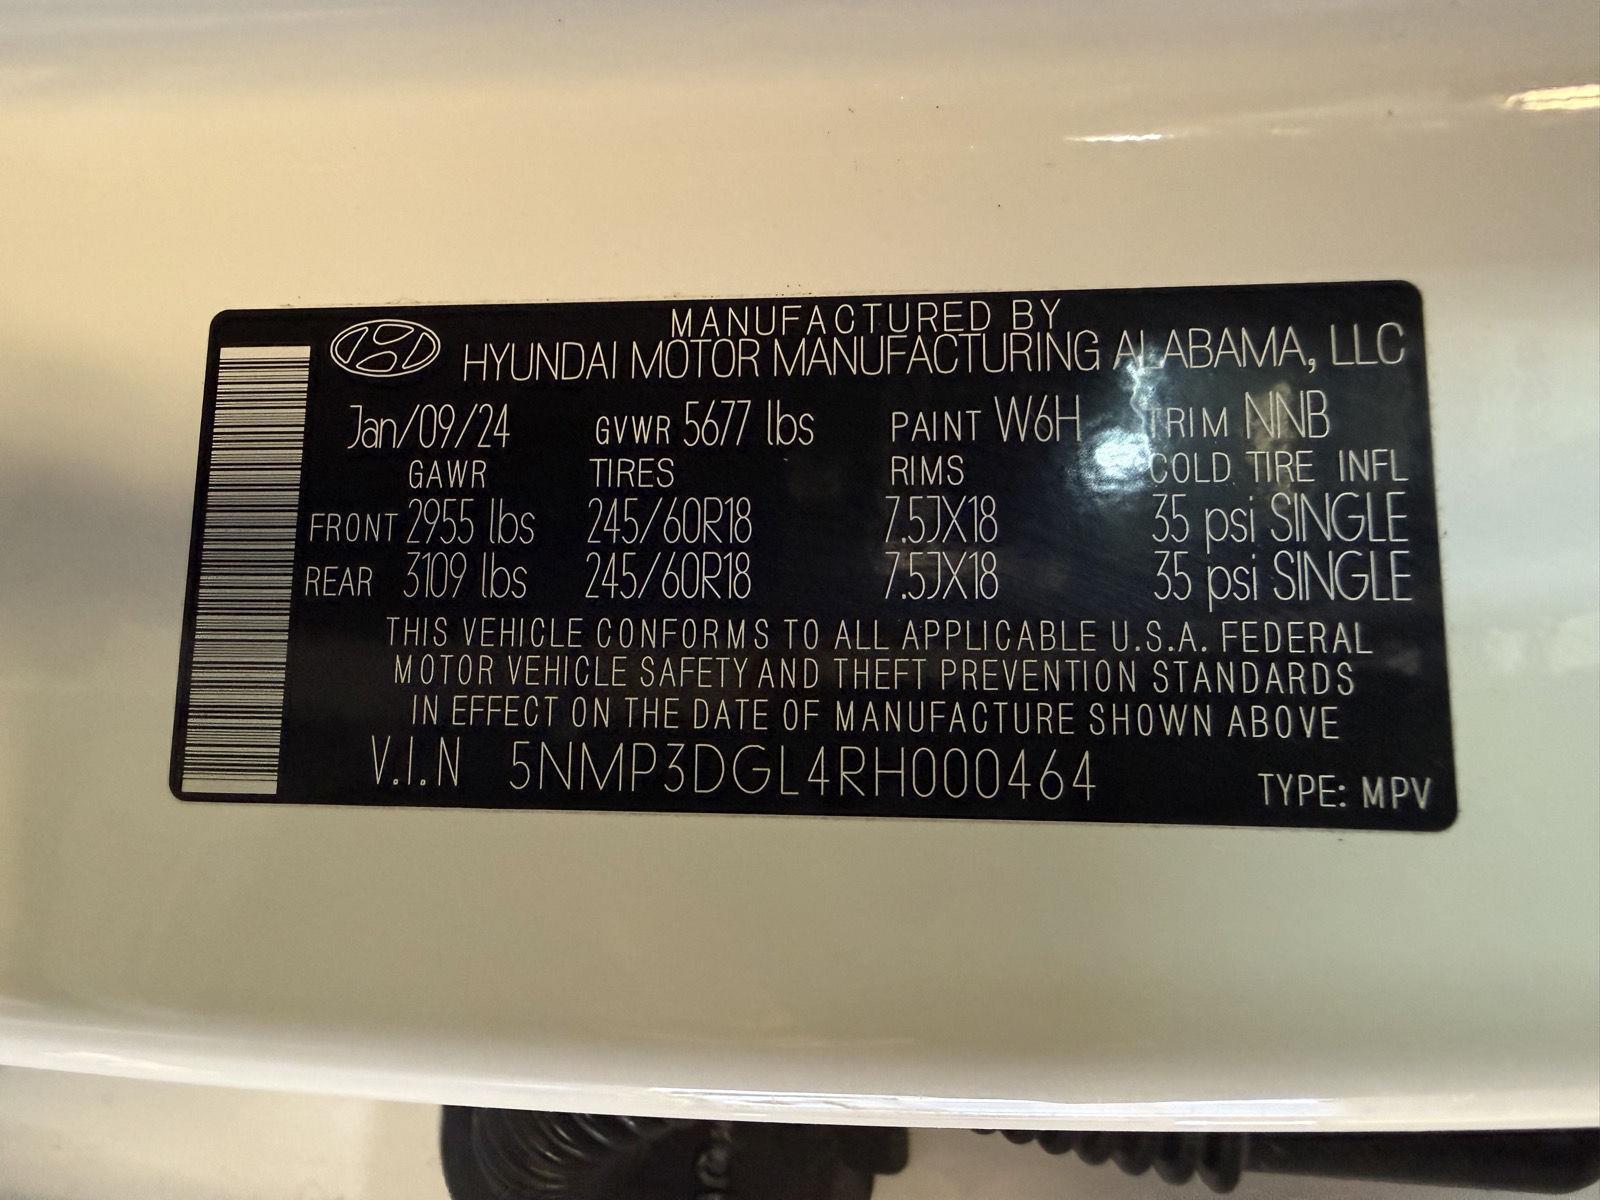 MANUFACTURED BY
HYUNDAI MOTOR MANUFACTURING ALABAMA, LLC
Jan/09/24 GVWR 5677 lbs PAINT W6H TRIM NNB
GAWR TIRES RIMS COLD TIRE INFL
FRONT 2955 lbs 245/60R18 7.5JX18 35 psi SINGLE
REAR 3109 lbs 245/60R18 7.5JX18 35 psi SINGLE
THIS VEHICLE CONFORMS TO ALL APPLICABLE U.S.A. FEDERAL
MOTOR VEHICLE SAFETY AND THEFT PREVENTION STANDARDS
IN EFFECT ON THE DATE OF MANUFACTURE SHOWN ABOVE
V.I.N 5NMP3DGL4RH000464 TYPE: MPV